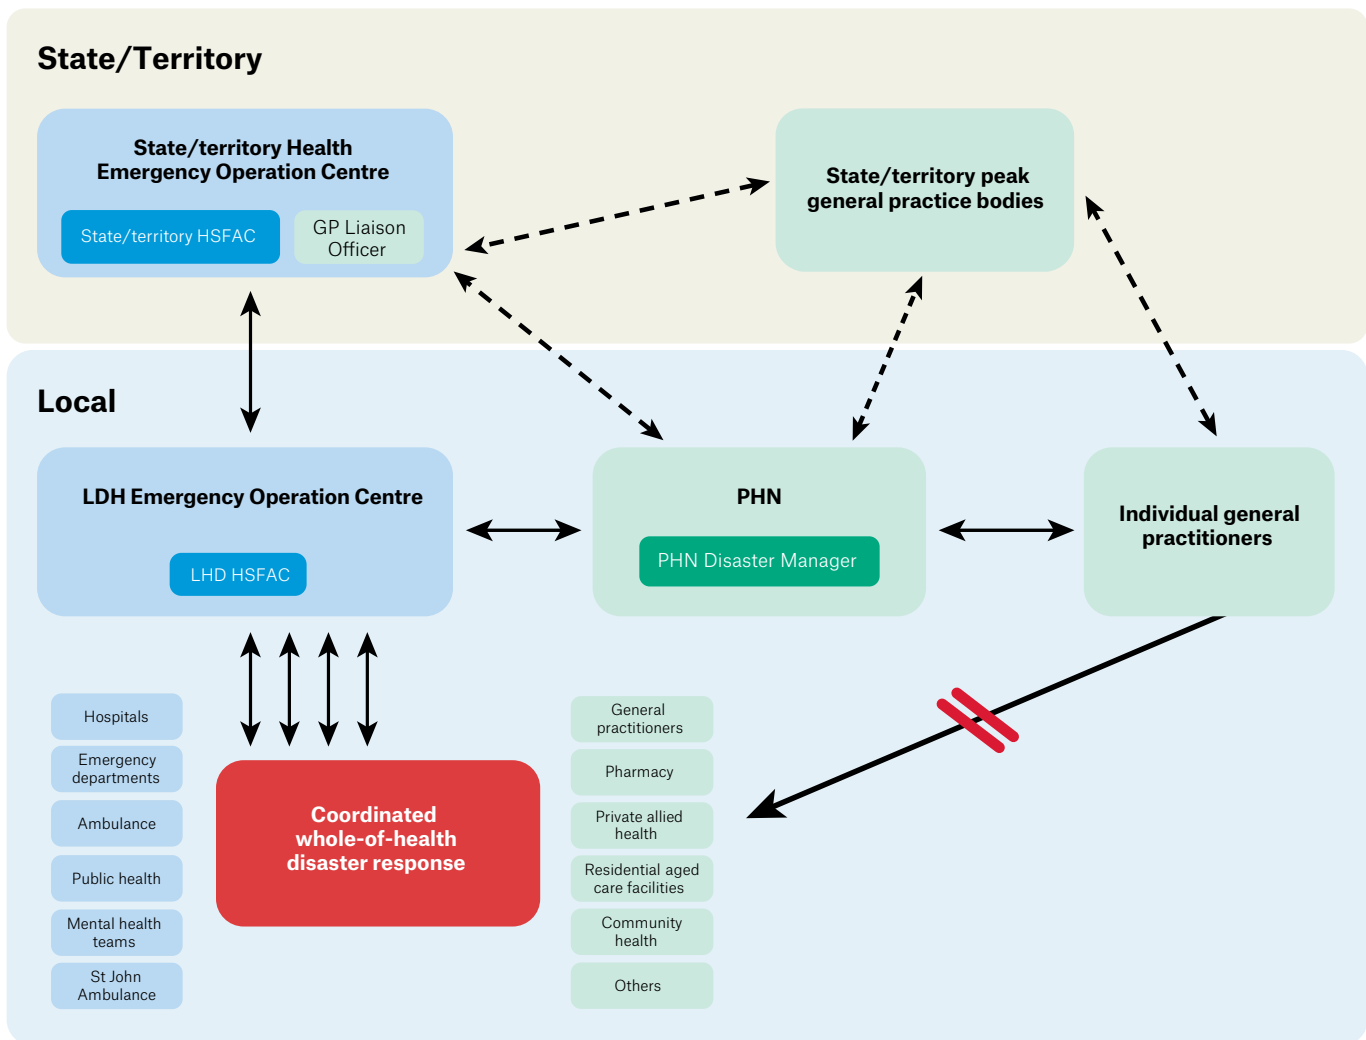 State/Territory
State/territory Health
Emergency Operation Centre
State/territory HSFAC
GP Liaison
Officer
State/territory peak
general practice bodies
Local
LDH Emergency Operation Centre
LHD HSFAC
PHN
PHN Disaster Manager
Individual general
practitioners
Hospitals
Emergency
departments
Ambulance
Public health
Mental health
teams
St John
Ambulance
Coordinated
whole-of-health
disaster response
General
practitioners
Pharmacy
Private allied
health
Residential aged
care facilities
Community
health
Others